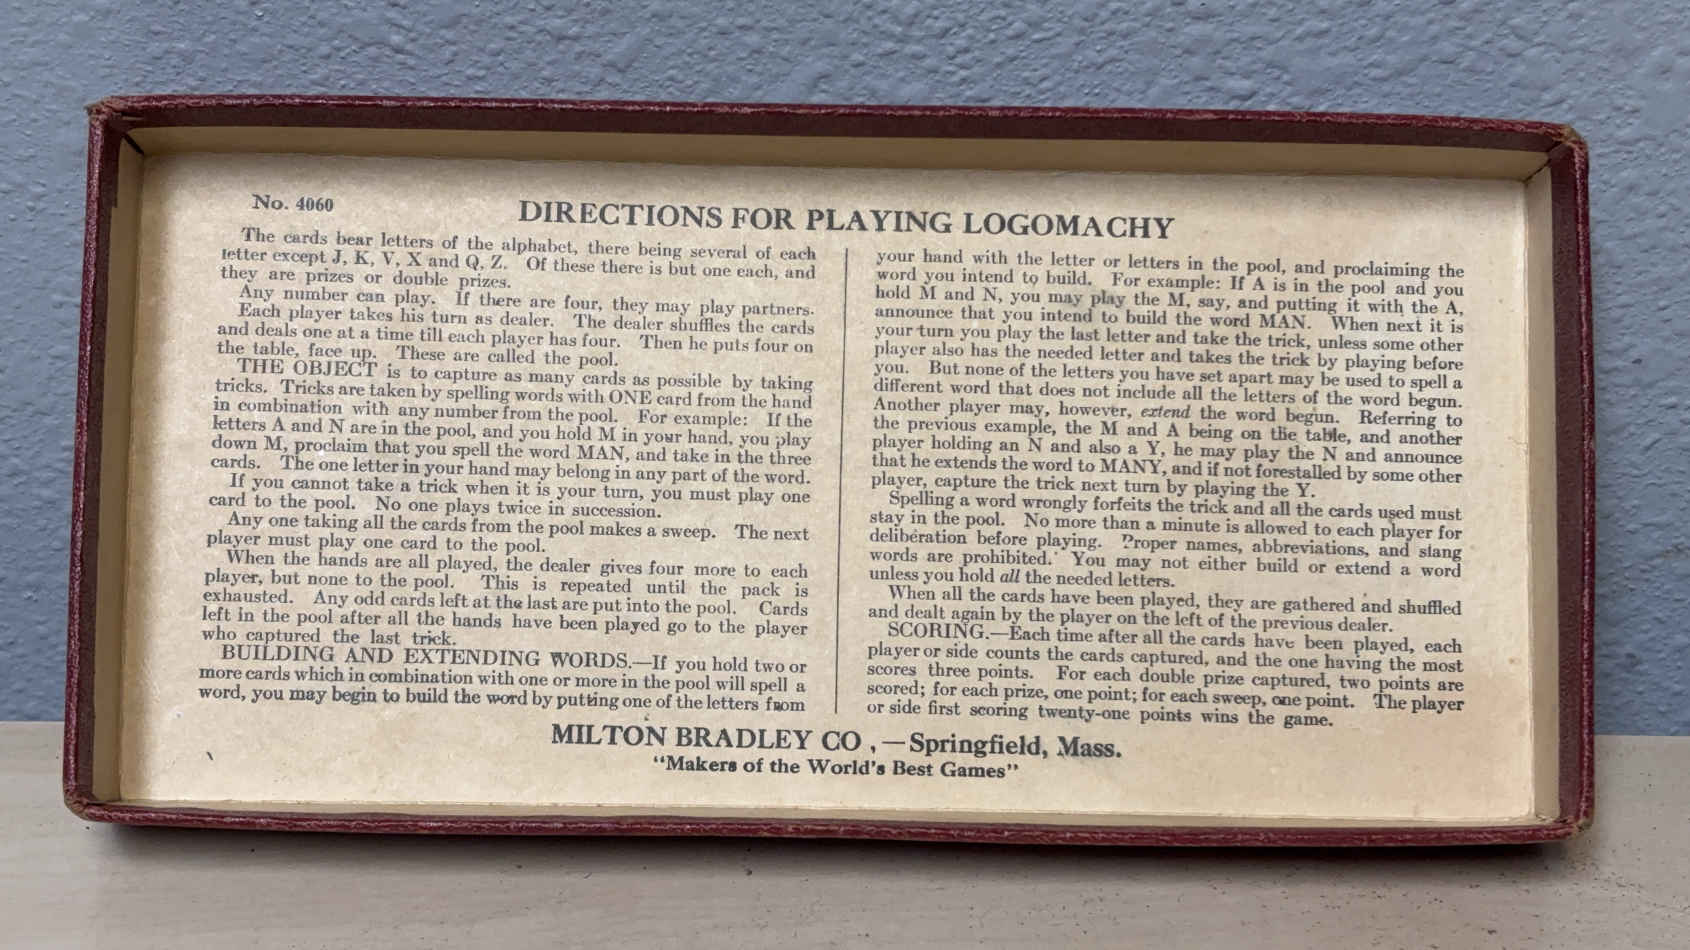 No. 4060
DIRECTIONS FOR PLAYING LOGOMACHY
The cards bear letters of the alphabet, there being several of each
letter except J, K, V, X and Q, Z. Of these there is but one each, and
they are prizes or double prizes.
Any number can play. If there are four, they may play partners.
Each player takes his turn as dealer. The dealer shuffles the cards
and deals one at a time till each player has four. Then he puts four on
the table, face up. These are called the pool.
THE OBJECT is to capture as many cards as possible by taking
tricks. Tricks are taken by spelling words with ONE card from the hand
in combination with any number from the pool. For example: If the
letters A and N are in the pool, and you hold M in your hand, you play
down M, proclaim that you spell the word MAN, and take in the three
cards. The one letter in your hand may belong in any part of the word.
If you cannot take a trick when it is your turn, you must play one
card to the pool. No one plays twice in succession.
Any one taking all the cards from the pool makes a sweep. The next
player must play one card to the pool.
When the hands are all played, the dealer gives four more to each
player, but none to the pool. This is repeated until the pack is
exhausted. Any odd cards left at the last are put into the pool. Cards
left in the pool after all the hands have been played go to the player
who captured the last trick.
BUILDING AND EXTENDING WORDS.—If you hold two or
more cards which in combination with one or more in the pool will spell a
word, you may begin to build the word by putting one of the letters from
your hand with the letter or letters in the pool, and proclaiming the
word you intend to build. For example: If A is in the pool and you
hold M and N, you may play the M, say, and putting it with the A,
announce that you intend to build the word MAN. When next it is
your turn you play the last letter and take the trick, unless some other
player also has the needed letter and takes the trick by playing before
you. But none of the letters you have set apart may be used to spell a
different word that does not include all the letters of the word begun.
Another player may, however, extend the word begun. Referring to
the previous example, the M and A being on the table, and another
player holding an N and also a Y, he may play the N and announce
that he extends the word to MANY, and if not forestalled by some other
player, capture the trick next turn by playing the Y.
Spelling a word wrongly forfeits the trick and all the cards used must
stay in the pool. No more than a minute is allowed to each player for
deliberation before playing. Proper names, abbreviations, and slang
words are prohibited. You may not either build or extend a word
unless you hold all the needed letters.
When all the cards have been played, they are gathered and shuffled
and dealt again by the player on the left of the previous dealer.
SCORING.—Each time after all the cards have been played, each
player or side counts the cards captured, and the one having the most
scores three points. For each double prize captured, two points are
scored; for each prize, one point; for each sweep, one point. The player
or side first scoring twenty-one points wins the game.
MILTON BRADLEY CO ,—Springfield, Mass.
"Makers of the World's Best Games"